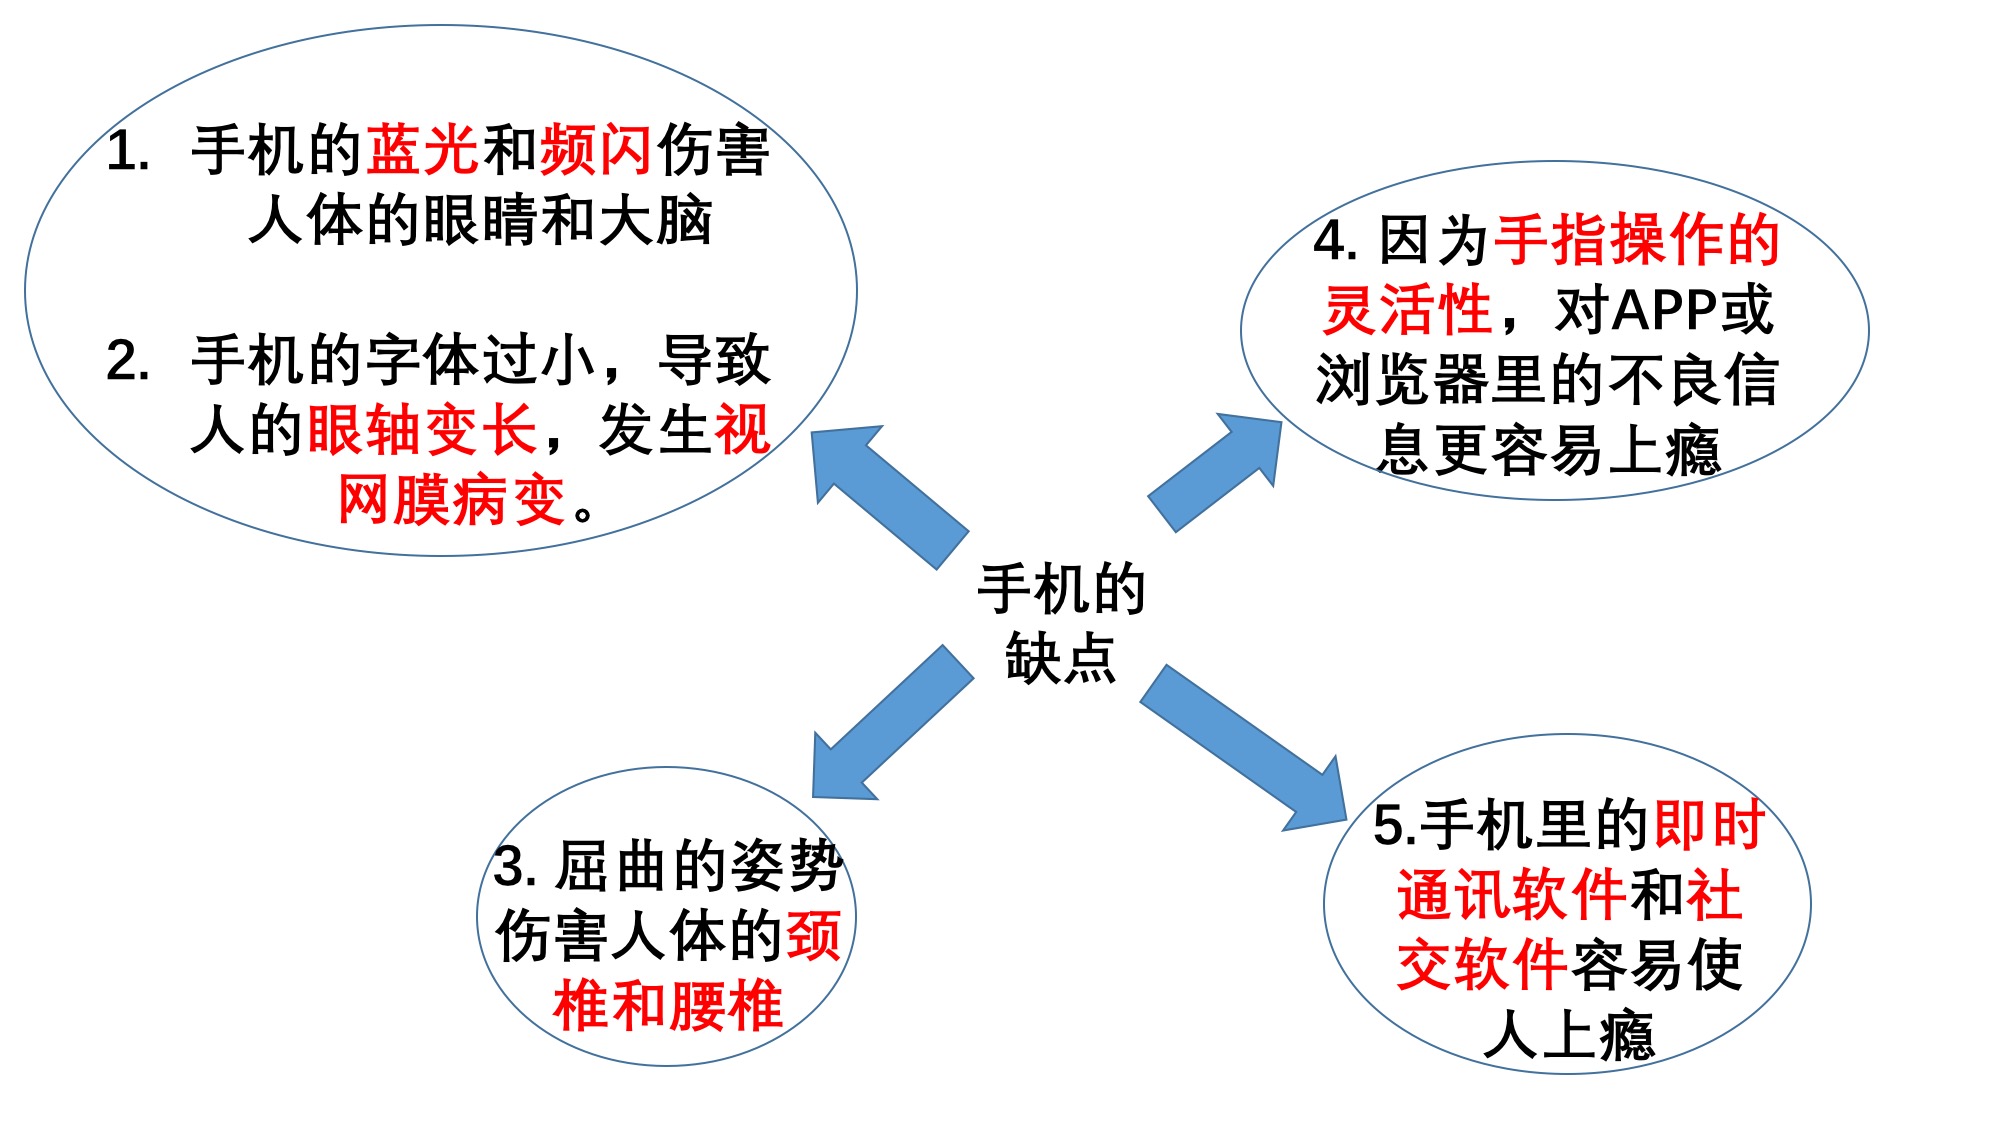 1. 手机的蓝光和频闪伤害
人体的眼睛和大脑
2. 手机的字体过小，导致
人的眼轴变长，发生视
网膜病变。
4. 因为手指操作的
灵活性，对APP或
浏览器里的不良信
息更容易上瘾
手机的
缺点
3. 屈曲的姿势
伤害人体的颈
椎和腰椎
5.手机里的即时
通讯软件和社
交软件容易使
人上瘾